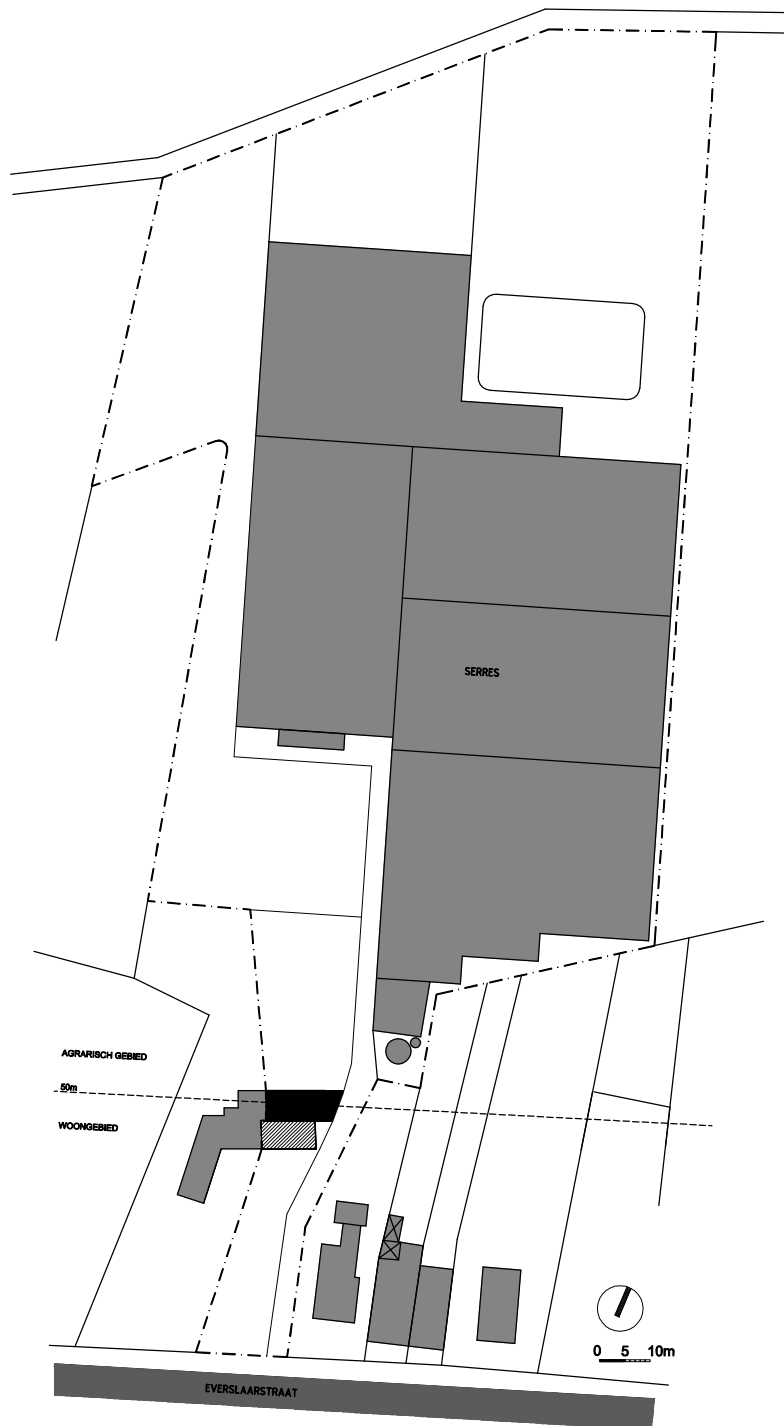 SERRES
AGRARISCH GEBIED
50m
WOONGEBIED
0 5 10m
EVERSLAARSTRAAT